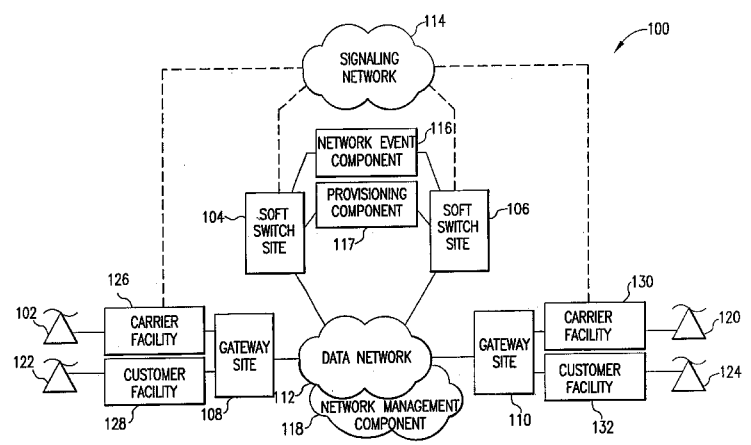 114
100
SIGNALING
NETWORK
116
NETWORK EVENT
COMPONENT
PROVISIONING
COMPONENT
117
104
SOFT
SWITCH
SITE
SOFT
SWITCH
SITE
106
126
130
102
CARRIER
FACILITY
CARRIER
FACILITY
120
122
GATEWAY
SITE
DATA NETWORK
GATEWAY
SITE
124
CUSTOMER
FACILITY
CUSTOMER
FACILITY
128
108
112
NETWORK MANAGEMENT
COMPONENT
118
110
132